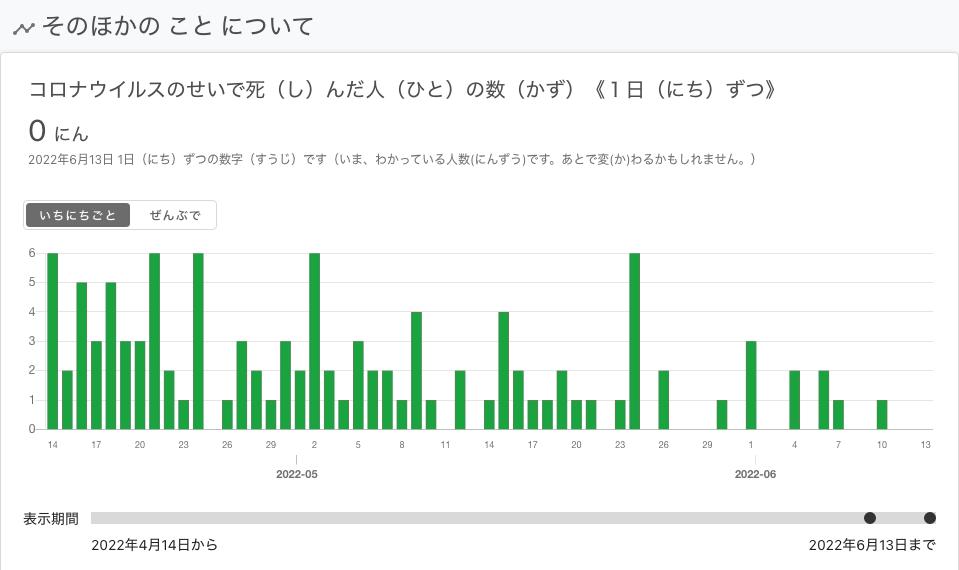 そのほかの こと について
コロナウイルスのせいで死（し）んだ人（ひと）の数（かず）《１日（にち）ずつ》
0 にん
2022年6月13日 1日（にち）ずつの数字（すうじ）です（いま、わかっている人数(にんずう)です。あとで変(か)わるかもしれません。）
いちにちごと ぜんぶで
6
5
4
3
2
1
0
14 17 20 23 26 29 2 5 8 11 14 17 20 23 26 29 1 4 7 10 13
2022-05 2022-06
表示期間
2022年4月14日から 2022年6月13日まで